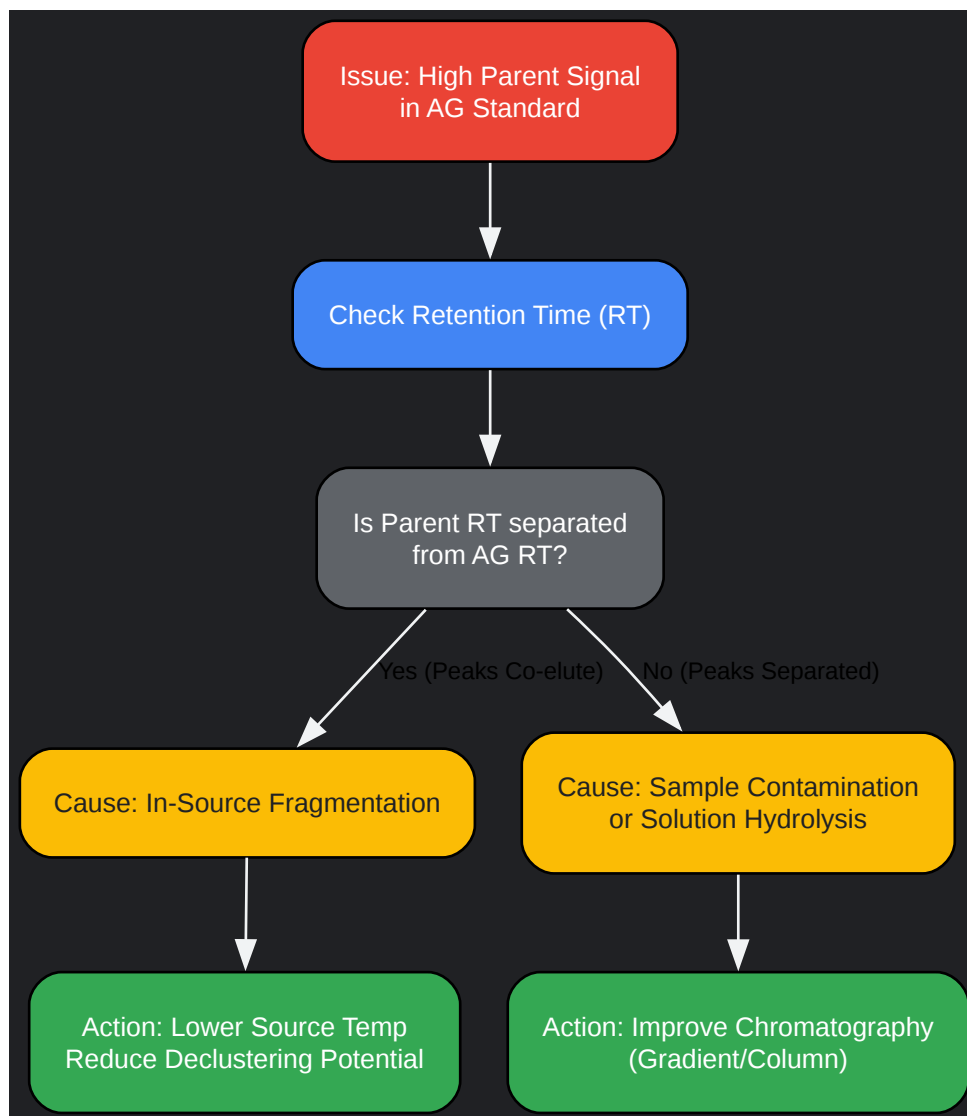 Issue: High Parent Signal
in AG Standard
Check Retention Time (RT)
Is Parent RT separated
from AG RT?
Yes (Peaks Co-elute)
No (Peaks Separated)
Cause: In-Source Fragmentation
Cause: Sample Contamination
or Solution Hydrolysis
Action: Lower Source Temp
Reduce Declustering Potential
Action: Improve Chromatography
(Gradient/Column)